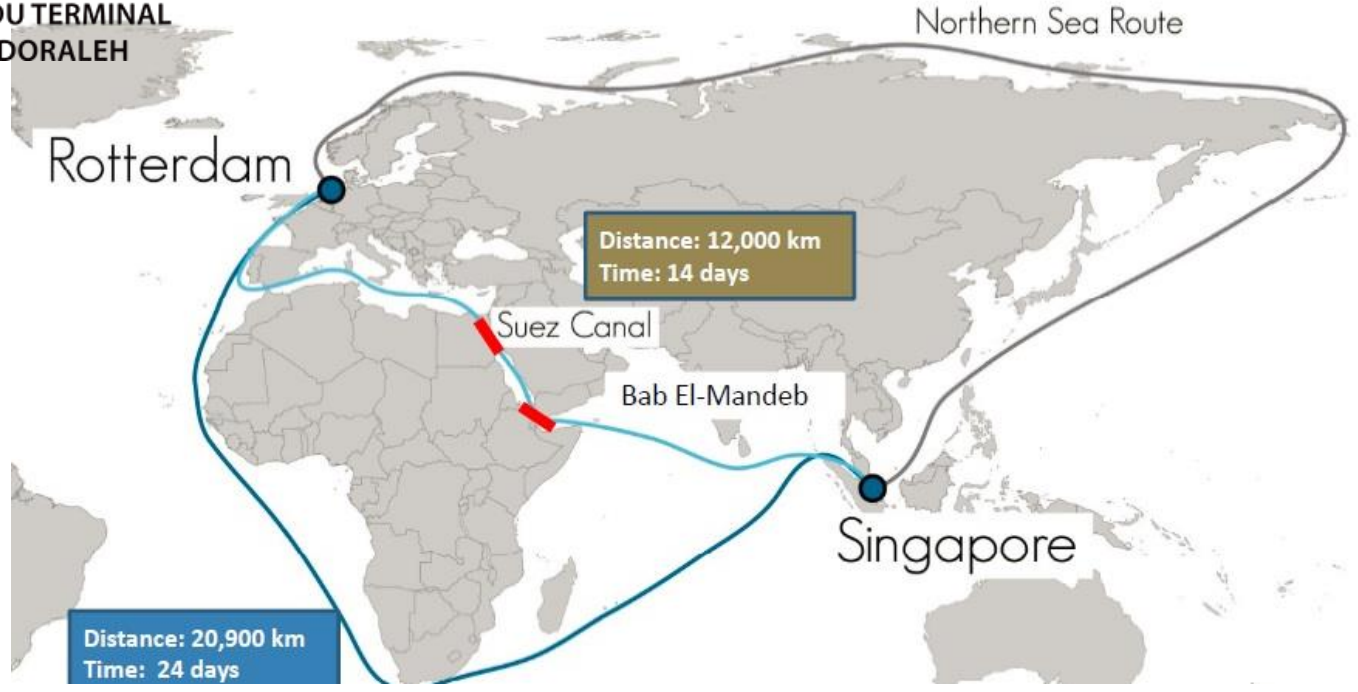 OU TERMINAL
DORALEH
Northern Sea Route
Rotterdam
Distance: 12,000 km
Time: 14 days
Suez Canal
Bab El-Mandeb
Singapore
Distance: 20,900 km
Time: 24 days